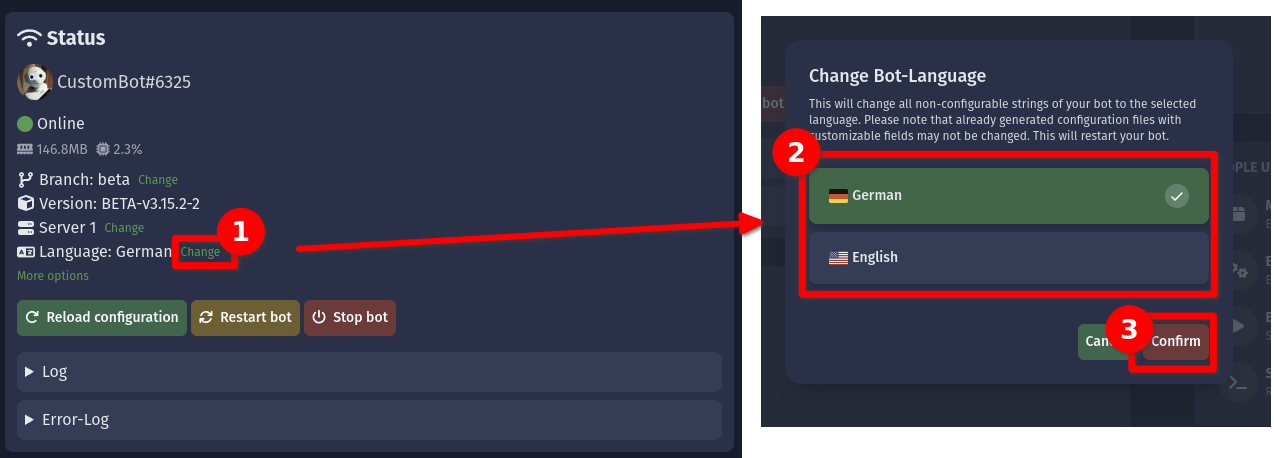 Status
CustomBot#6325
Online
146.8MB 2.3%
Branch: beta Change
Version: BETA-v3.15.2-2
Server 1 Change
Language: German Change
1
More options
Reload configuration Restart bot Stop bot
Log
Error-Log
bot
Change Bot-Language
This will change all non-configurable strings of your bot to the selected
language. Please note that already generated configuration files with
customizable fields may not be changed. This will restart your bot.
2
German
English
3
Confirm